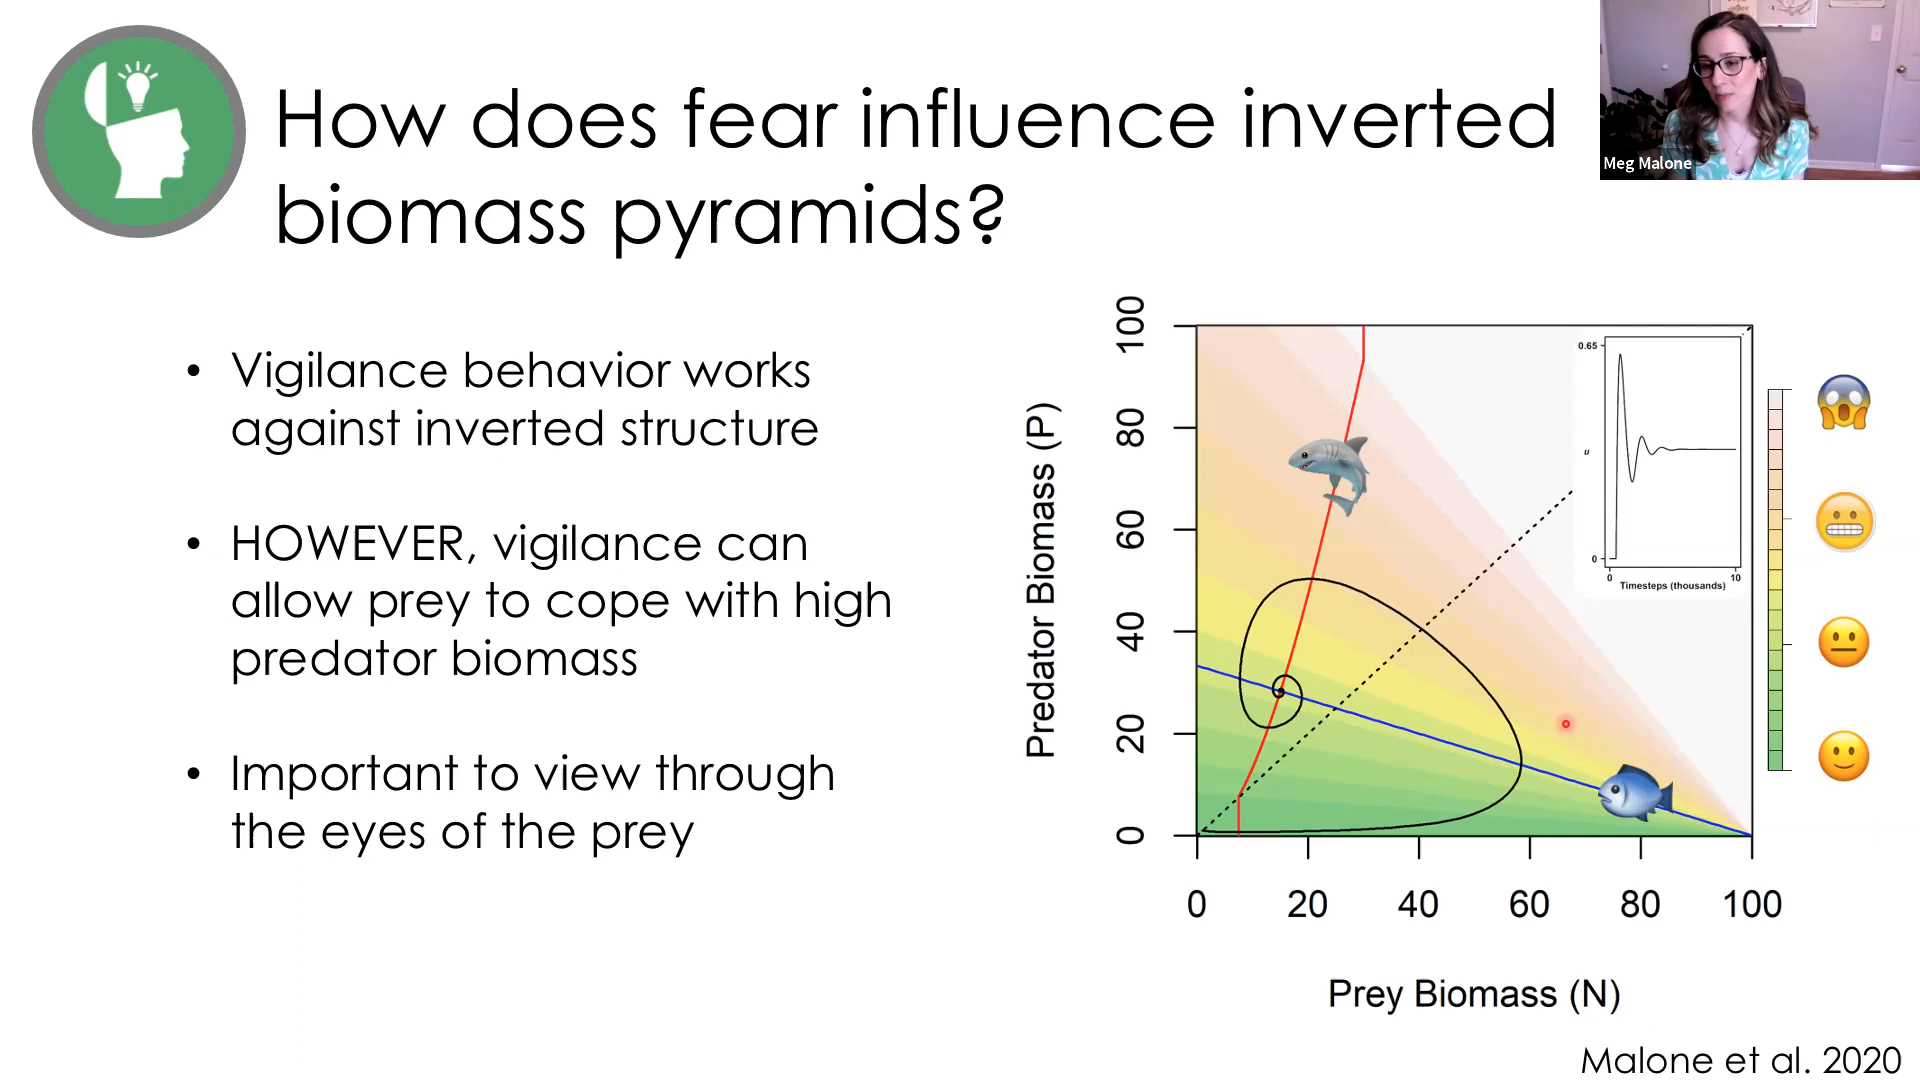 How does fear influence inverted
biomass pyramids?
Meg Malone
• Vigilance behavior works
against inverted structure
• HOWEVER, vigilance can
allow prey to cope with high
predator biomass
• Important to view through
the eyes of the prey
Predator Biomass (P)
100
80
60
40
20
0
0 20 40 60 80 100
Prey Biomass (N)
0.65
u
0
0 10
Timesteps (thousands)
Malone et al. 2020